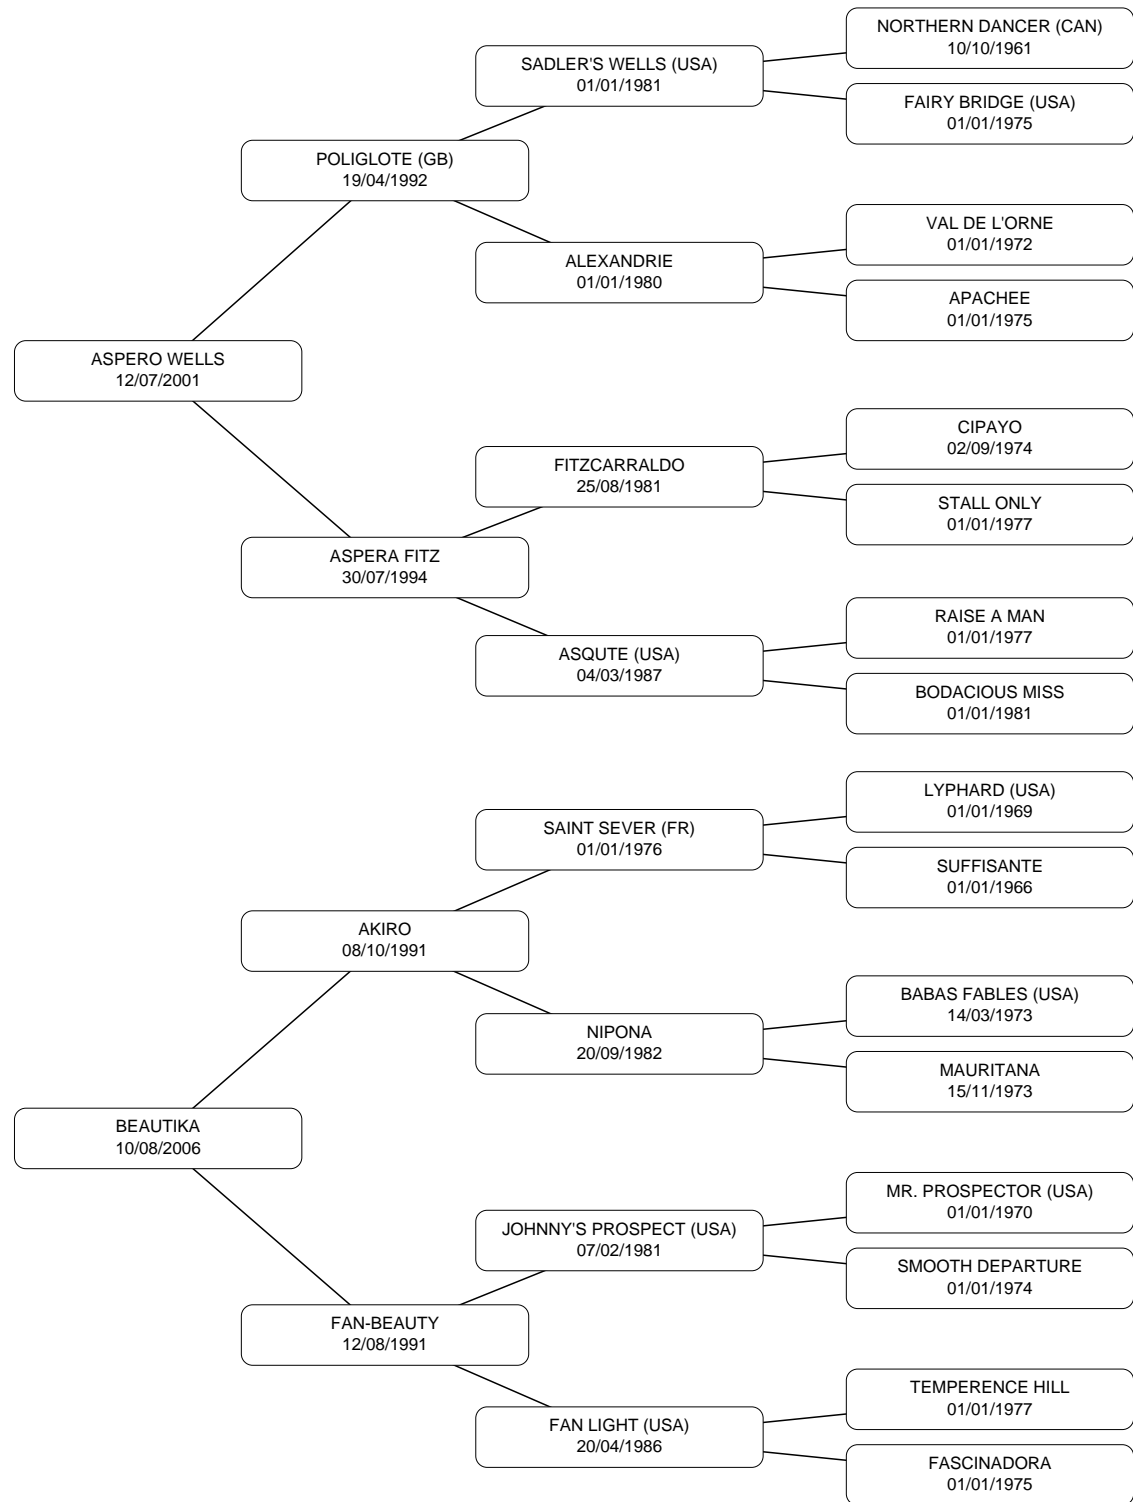 NORTHERN DANCER (CAN)
10/10/1961
SADLER'S WELLS (USA)
01/01/1981
FAIRY BRIDGE (USA)
01/01/1975
POLIGLOTE (GB)
19/04/1992
VAL DE L'ORNE
01/01/1972
ALEXANDRIE
01/01/1980
APACHEE
01/01/1975
ASPERO WELLS
12/07/2001
CIPAYO
02/09/1974
FITZCARRALDO
25/08/1981
STALL ONLY
01/01/1977
ASPERA FITZ
30/07/1994
RAISE A MAN
01/01/1977
ASQUTE (USA)
04/03/1987
BODACIOUS MISS
01/01/1981
LYPHARD (USA)
01/01/1969
SAINT SEVER (FR)
01/01/1976
SUFFISANTE
01/01/1966
AKIRO
08/10/1991
BABAS FABLES (USA)
14/03/1973
NIPONA
20/09/1982
MAURITANA
15/11/1973
BEAUTIKA
10/08/2006
MR. PROSPECTOR (USA)
01/01/1970
JOHNNY'S PROSPECT (USA)
07/02/1981
SMOOTH DEPARTURE
01/01/1974
FAN-BEAUTY
12/08/1991
TEMPERENCE HILL
01/01/1977
FAN LIGHT (USA)
20/04/1986
FASCINADORA
01/01/1975